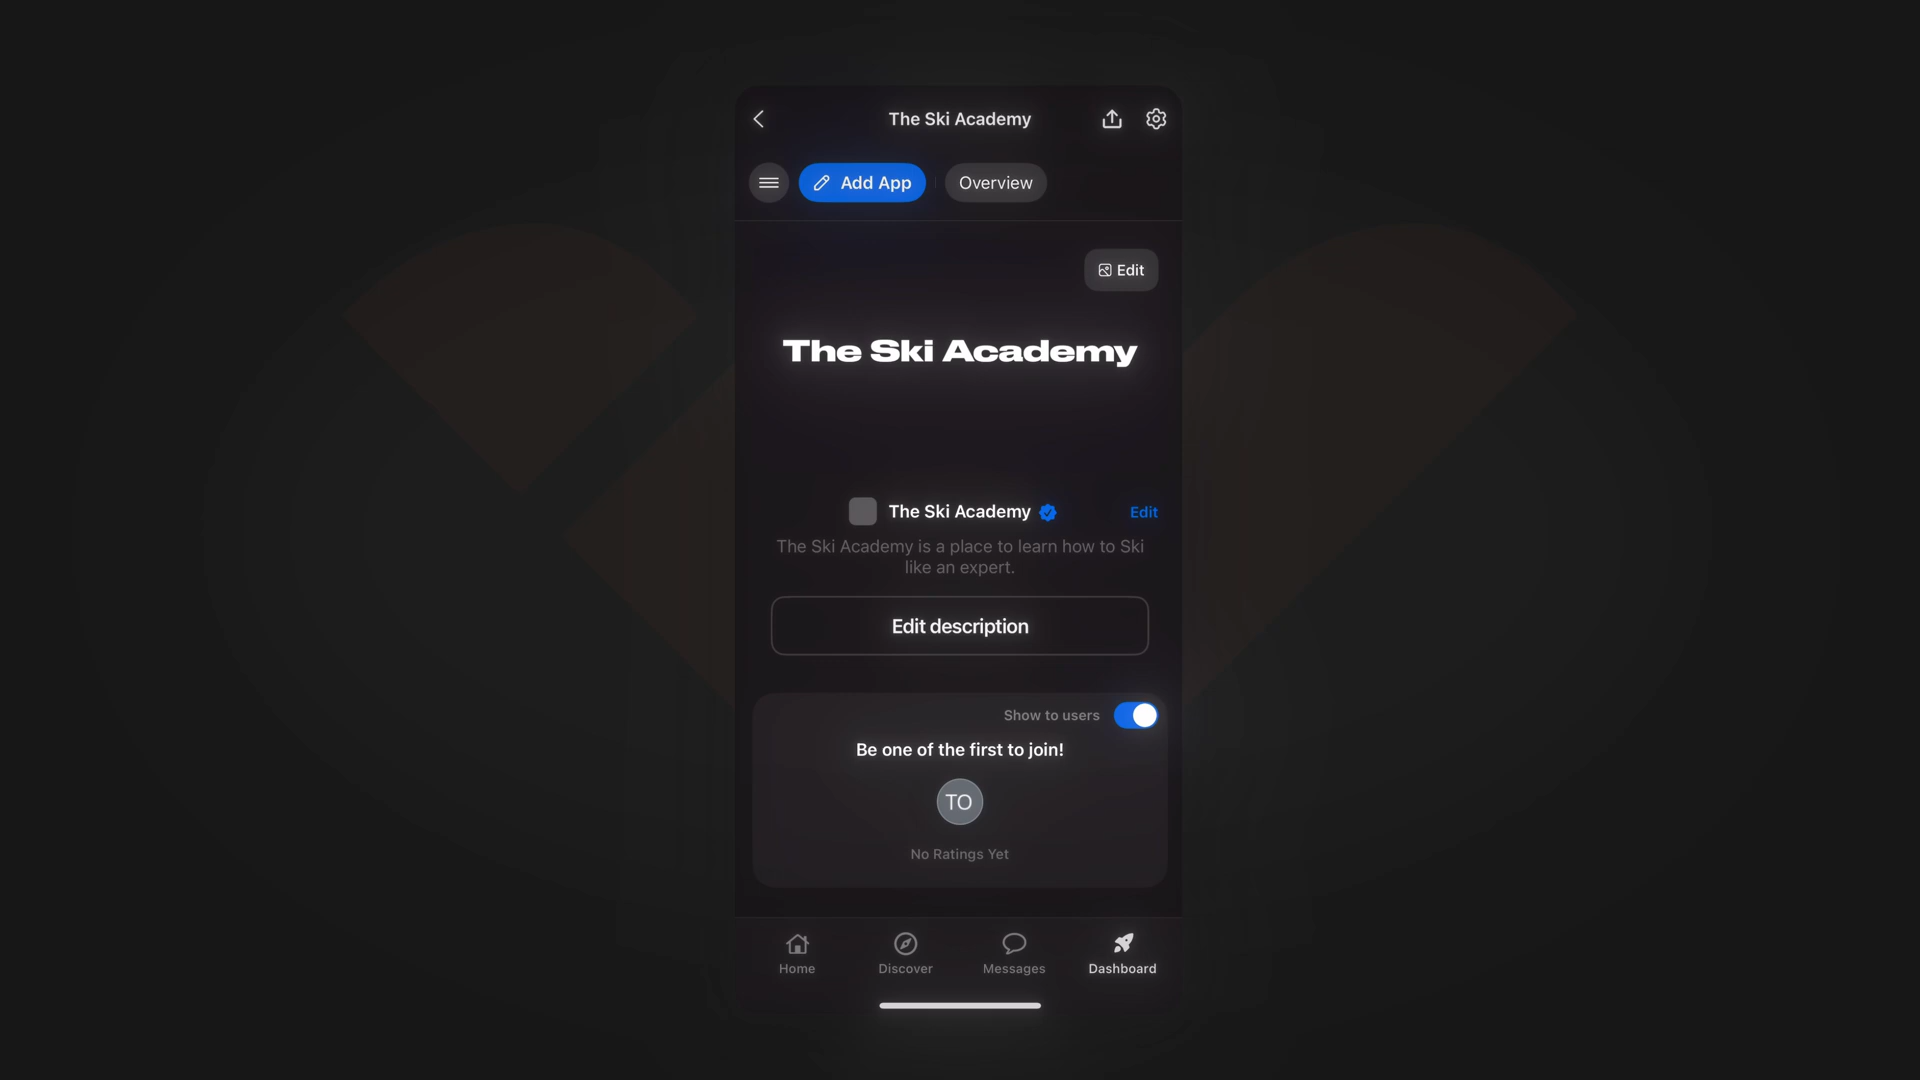 The Ski Academy
Add App
Overview
Edit
The Ski Academy
The Ski Academy
Edit
The Ski Academy is a place to learn how to Ski
like an expert.
Edit description
Show to users
Be one of the first to join!
TO
No Ratings Yet
Home
Discover
Messages
Dashboard